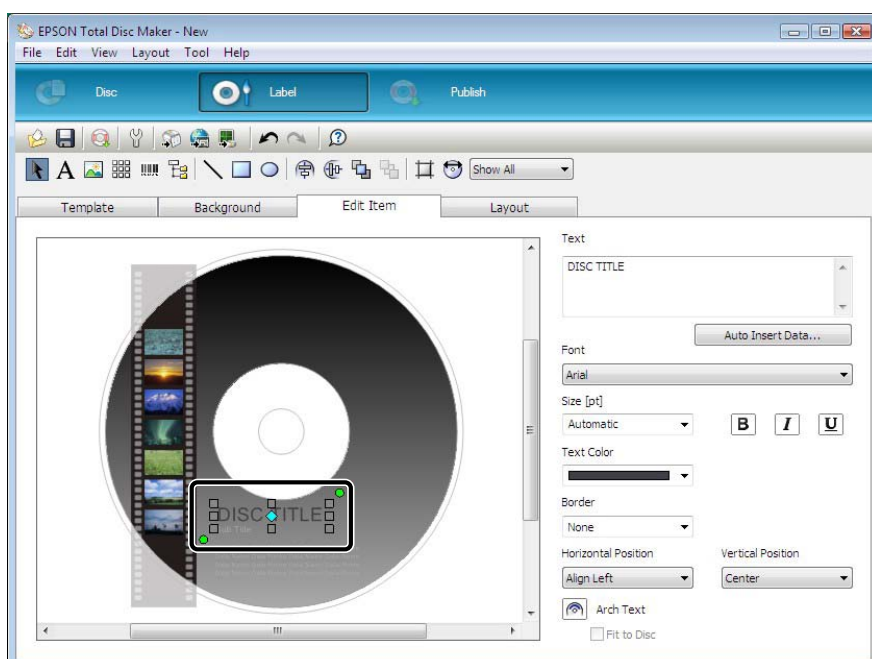 EPSON Total Disc Maker - New
File Edit View Layout Tool Help
Disc Label Publish
A Show All
Template Background Edit Item Layout
Text
DISC TITLE
Auto Insert Data...
Font
Arial
Size [pt]
Automatic B I U
Text Color
Border
None
Horizontal Position Vertical Position
Align Left Center
Arch Text
Fit to Disc
DISC TITLE
Sub Title